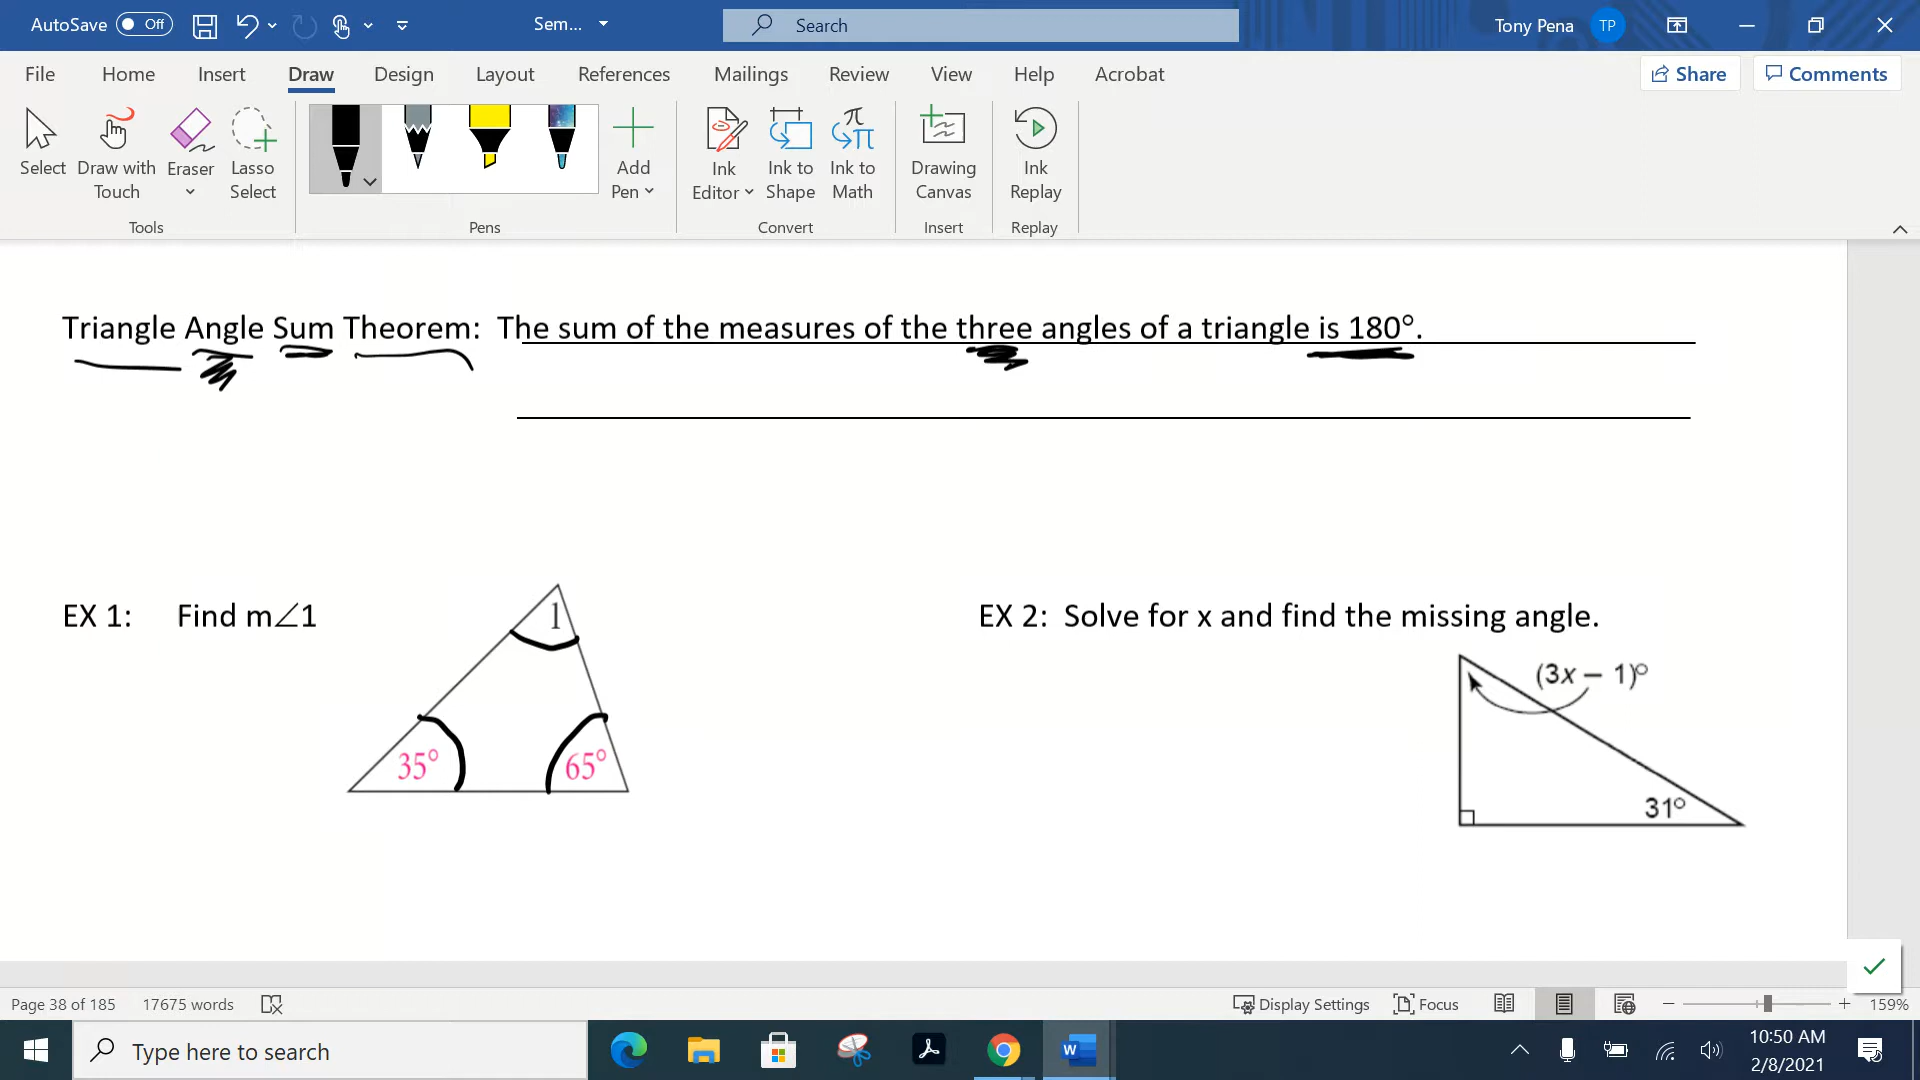 AutoSave Off Sem... Search Tony Pena TP
File Home Insert Draw Design Layout References Mailings Review View Help Acrobat Share Comments
Select Draw with Touch Eraser Lasso Select Add Pen Ink Editor Ink to Shape Ink to Math Drawing Canvas Ink Replay
Tools Pens Convert Insert Replay
Triangle Angle Sum Theorem: The sum of the measures of the three angles of a triangle is 180°.
EX 1: Find m∠1
1
35°
65°
EX 2: Solve for x and find the missing angle.
(3x − 1)°
31°
Page 38 of 185 17675 words Display Settings Focus 159%
Type here to search
10:50 AM
2/8/2021